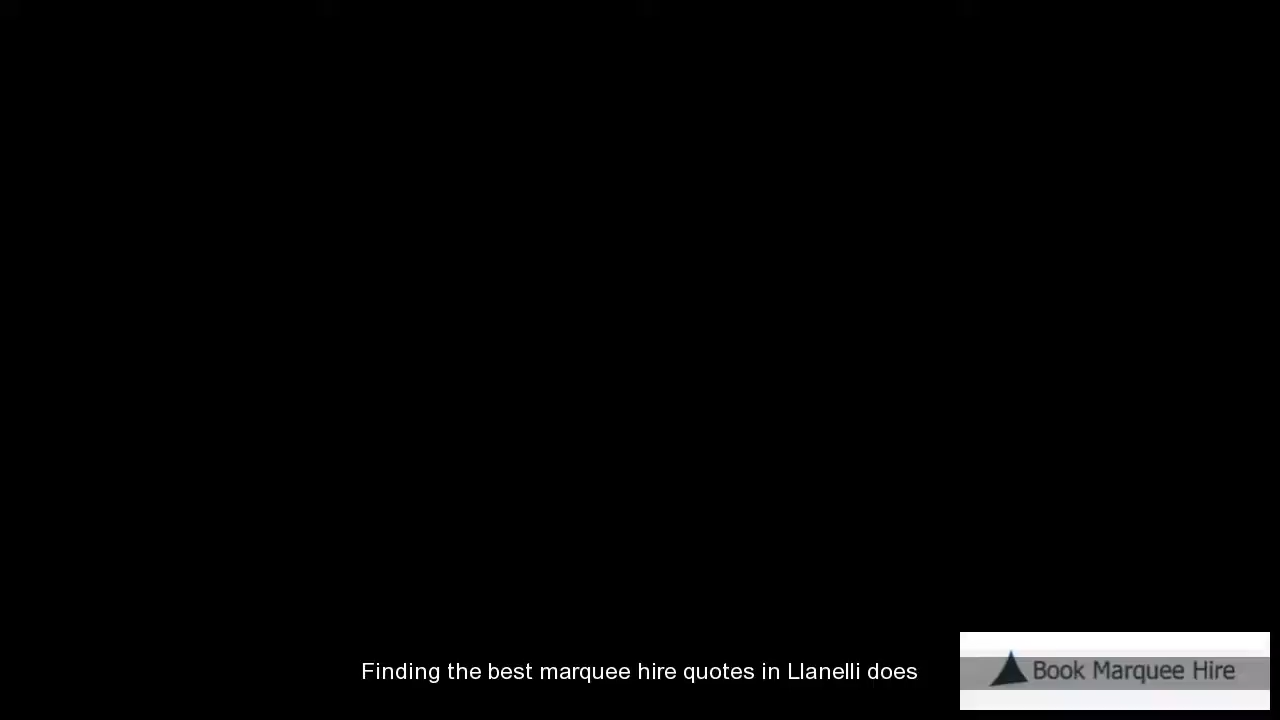 Finding the best marquee hire quotes in Llanelli does
Book Marquee Hire